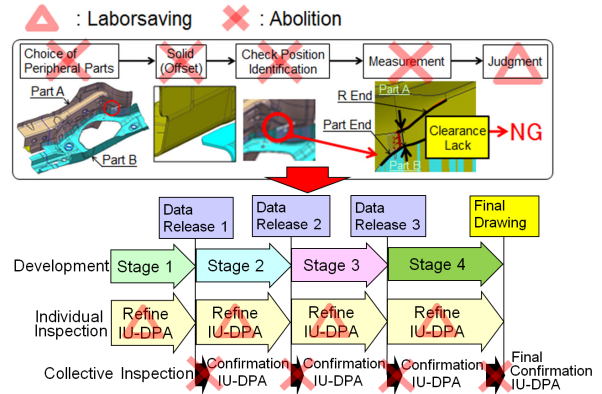 : Laborsaving
: Abolition
Choice of
Peripheral Parts
Solid
(Offset)
Check Position
Identification
Measurement
Judgment
Part A
Part B
R End
Part A
Part End
Part B
Clearance
Lack
NG
Data
Release 1
Data
Release 2
Data
Release 3
Final
Drawing
Development
Stage 1
Stage 2
Stage 3
Stage 4
Individual
Inspection
Refine
IU-DPA
Refine
IU-DPA
Refine
IU-DPA
Refine
IU-DPA
Collective Inspection
Confirmation
IU-DPA
Confirmation
IU-DPA
Confirmation
IU-DPA
Final
Confirmation
IU-DPA